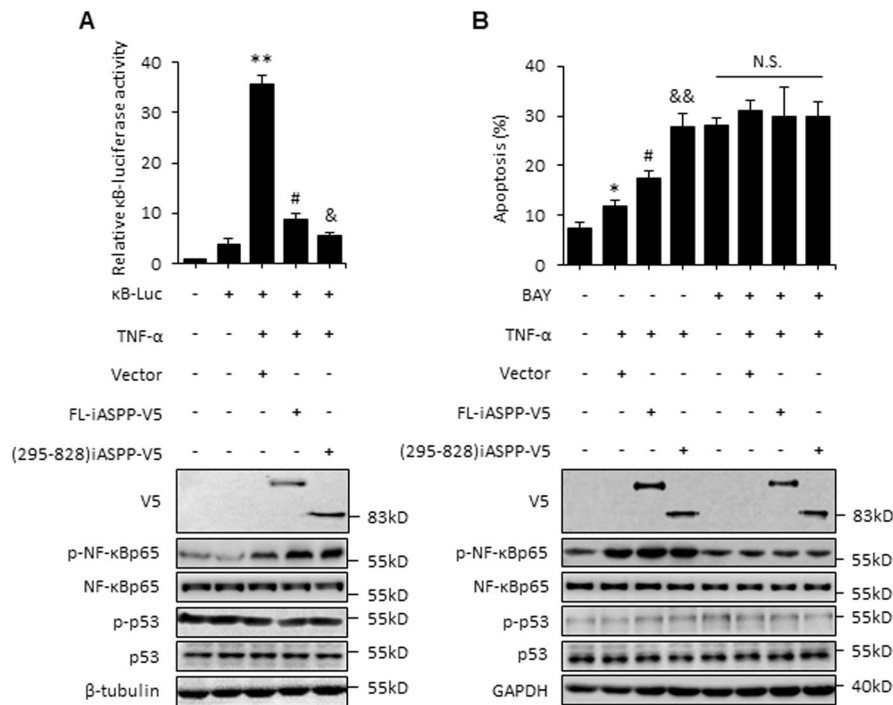 A
Relative κB-luciferase activity
40
30
20
10
0
**
#
&
κB-Luc - + + + +
TNF-α - - + + +
Vector - - + - -
FL-iASPP-V5 - - - + -
(295-828)iASPP-V5 - - - - +
V5 83kD
p-NF-κBp65 55kD
NF-κBp65 55kD
p-p53 55kD
p53 55kD
β-tubulin 55kD
B
Apoptosis (%)
50
40
30
20
10
0
*
#
&&
N.S.
BAY - - - - + + + +
TNF-α - + + + - + + +
Vector - + - - - + - -
FL-iASPP-V5 - - + - - - + -
(295-828)iASPP-V5 - - - + - - - +
V5 83kD
p-NF-κBp65 55kD
NF-κBp65 55kD
p-p53 55kD
p53 55kD
GAPDH 40kD